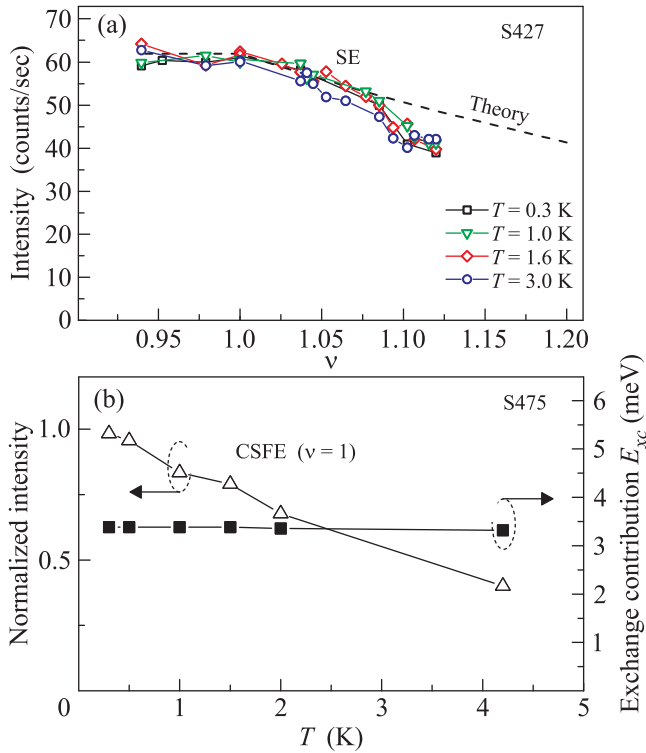 (a)
S427
SE
Theory
Intensity (counts/sec)
70
60
50
40
30
20
10
0
T = 0.3 K
T = 1.0 K
T = 1.6 K
T = 3.0 K
0.95 1.0 1.05 1.10 1.15 1.20
ν
(b)
S475
CSFE (ν = 1)
Normalized intensity
1.0
0.5
0
Exchange contribution Exc (meV)
6
5
4
3
2
1
1 2 3 4 5
T (K)